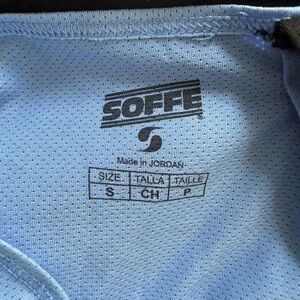 SOFFE
Made in JORDAN
SIZE TALLA TAILLE
S CH P